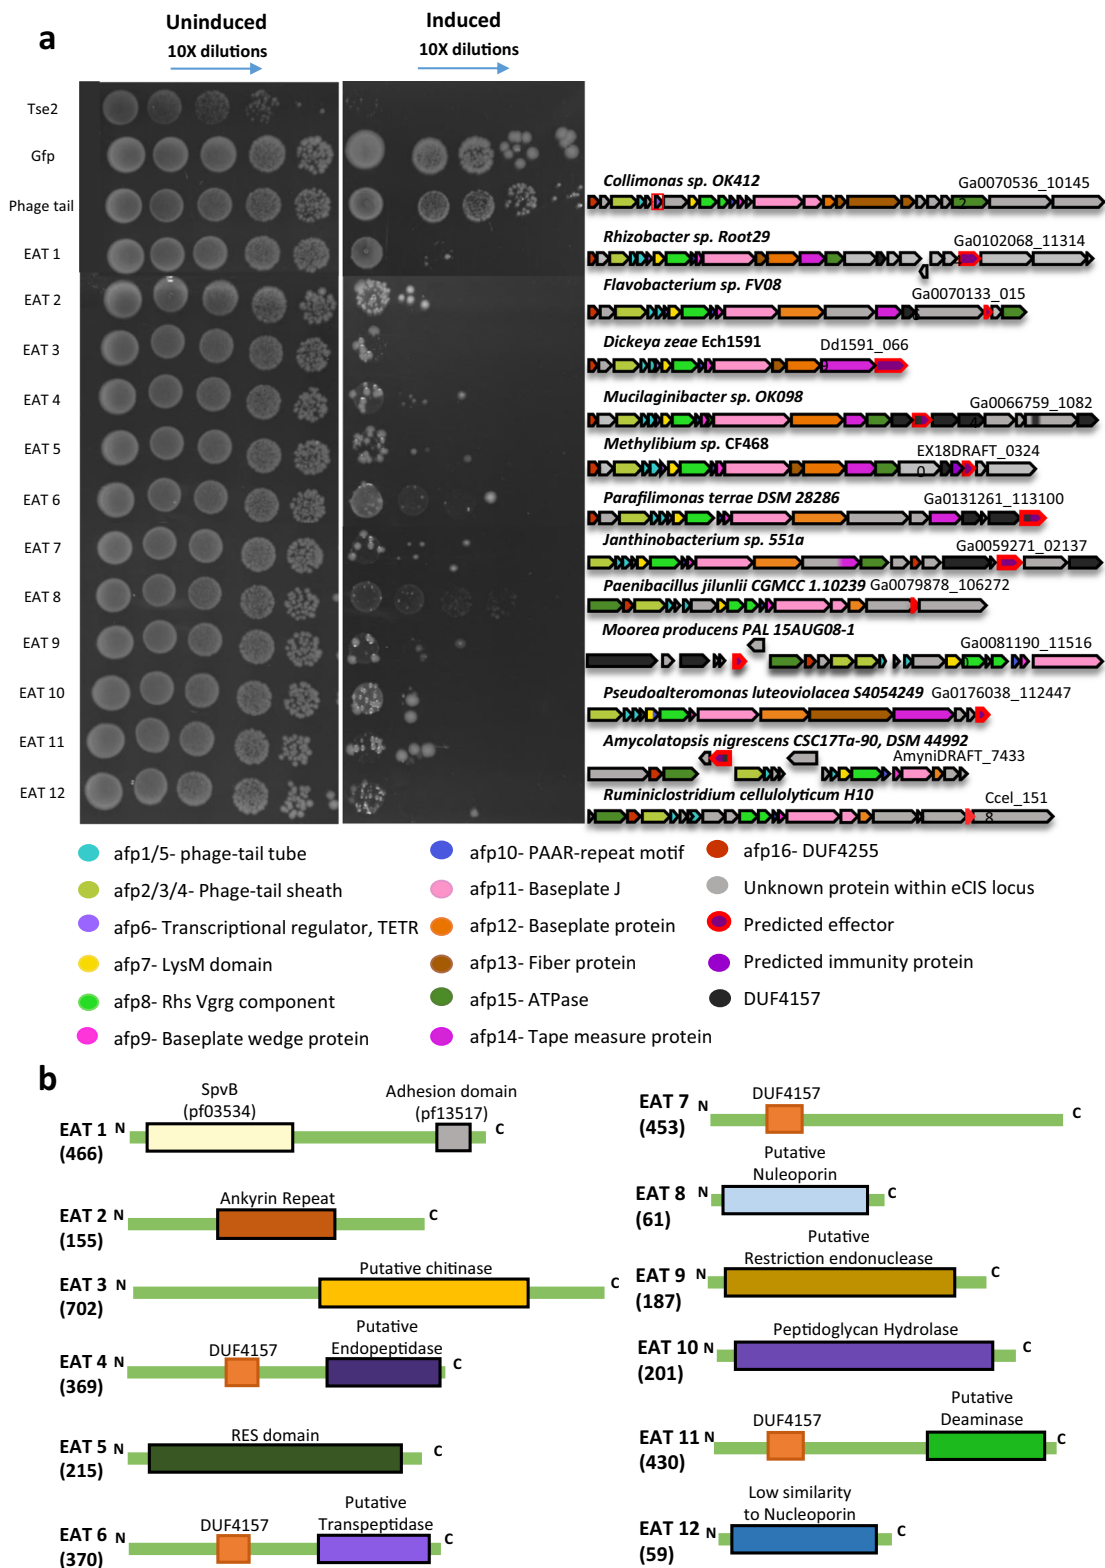 a
Uninduced
10X dilutions
Induced
10X dilutions
Tse2
Gfp
Phage tail
EAT 1
EAT 2
EAT 3
EAT 4
EAT 5
EAT 6
EAT 7
EAT 8
EAT 9
EAT 10
EAT 11
EAT 12
Collimonas sp. OK412
Ga0070536_10145
2
Rhizobacter sp. Root29
Ga0102068_11314
Flavobacterium sp. FV08
Ga0070133_015
Dickeya zeae Ech1591
Dd1591_066
Mucilaginibacter sp. OK098
Ga0066759_1082
4
Methylibium sp. CF468
EX18DRAFT_0324
0
Parafilimonas terrae DSM 28286
Ga0131261_113100
Janthinobacterium sp. 551a
Ga0059271_02137
Paenibacillus jilunlii CGMCC 1.10239 Ga0079878_106272
Moorea producens PAL 15AUG08-1
Ga0081190_11516
Pseudoalteromonas luteoviolacea S4054249 Ga0176038_112447
Amycolatopsis nigrescens CSC17Ta-90, DSM 44992
AmyniDRAFT_7433
Ruminiclostridium cellulolyticum H10
Ccel_151
8
afp1/5- phage-tail tube
afp2/3/4- Phage-tail sheath
afp6- Transcriptional regulator, TETR
afp7- LysM domain
afp8- Rhs Vgrg component
afp9- Baseplate wedge protein
afp10- PAAR-repeat motif
afp11- Baseplate J
afp12- Baseplate protein
afp13- Fiber protein
afp15- ATPase
afp14- Tape measure protein
afp16- DUF4255
Unknown protein within eCIS locus
Predicted effector
Predicted immunity protein
DUF4157
b
EAT 1
(466)
N
SpvB
(pf03534)
Adhesion domain
(pf13517)
C
EAT 2
(155)
N
Ankyrin Repeat
C
EAT 3
(702)
N
Putative chitinase
C
EAT 4
(369)
N
DUF4157
Putative
Endopeptidase
C
EAT 5
(215)
N
RES domain
C
EAT 6
(370)
N
DUF4157
Putative
Transpeptidase
C
EAT 7
(453)
N
DUF4157
C
EAT 8
(61)
N
Putative
Nuleoporin
C
EAT 9
(187)
N
Putative
Restriction endonuclease
C
EAT 10
(201)
N
Peptidoglycan Hydrolase
C
EAT 11
(430)
N
DUF4157
Putative
Deaminase
C
EAT 12
(59)
N
Low similarity
to Nucleoporin
C